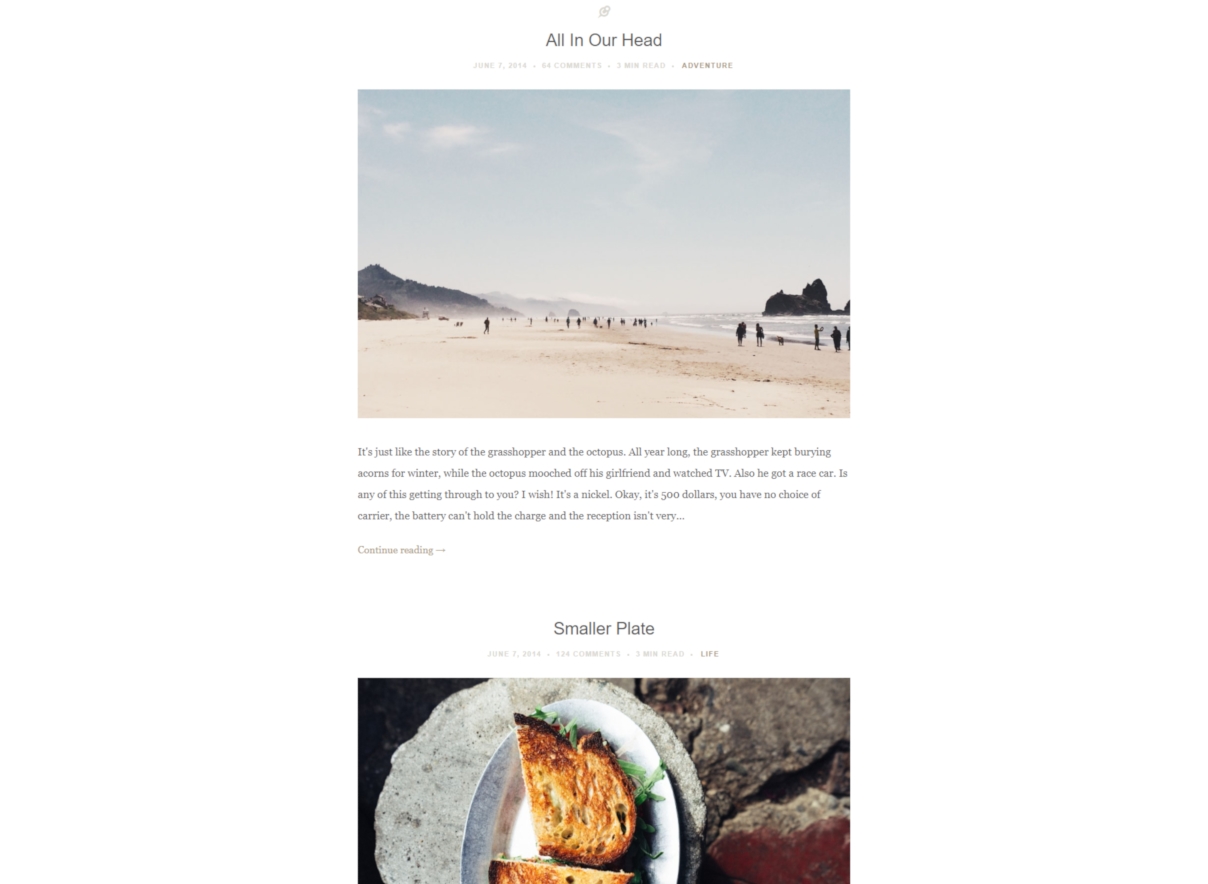 All In Our Head
JUNE 7, 2014 • 64 COMMENTS • 3 MIN READ • ADVENTURE
It's just like the story of the grasshopper and the octopus. All year long, the grasshopper kept burying
acorns for winter, while the octopus mooched off his girlfriend and watched TV. Also he got a race car. Is
any of this getting through to you? I wish! It's a nickel. Okay, it's 500 dollars, you have no choice of
carrier, the battery can't hold the charge and the reception isn't very...
Continue reading →
Smaller Plate
JUNE 7, 2014 • 124 COMMENTS • 3 MIN READ • LIFE